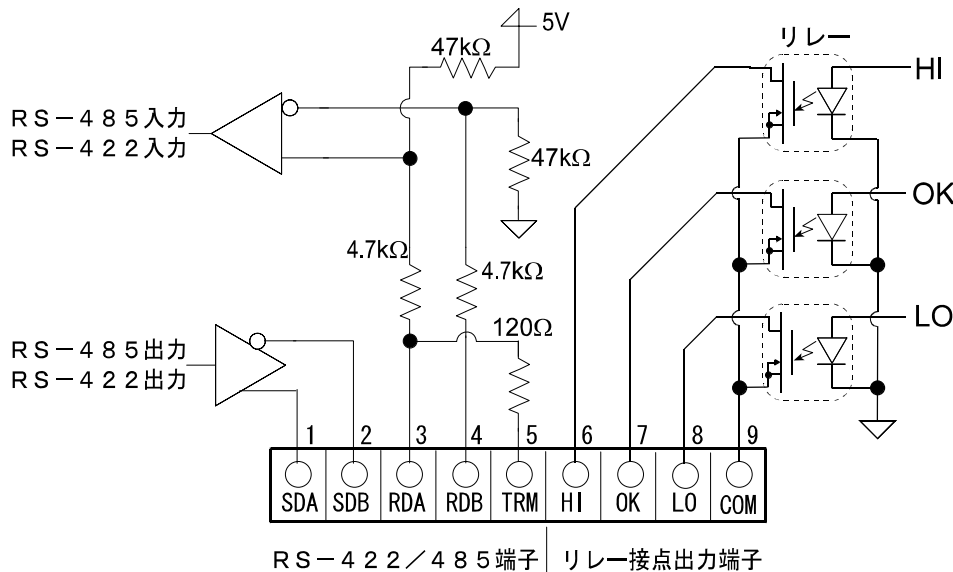 5V
リレー
47kΩ
HI
RS－485入力
RS－422入力
47kΩ
OK
4.7kΩ
4.7kΩ
LO
120Ω
RS－485出力
RS－422出力
1 2 3 4 5 6 7 8 9
SDA SDB RDA RDB TRM HI OK LO COM
RS－422／485端子 リレー接点出力端子